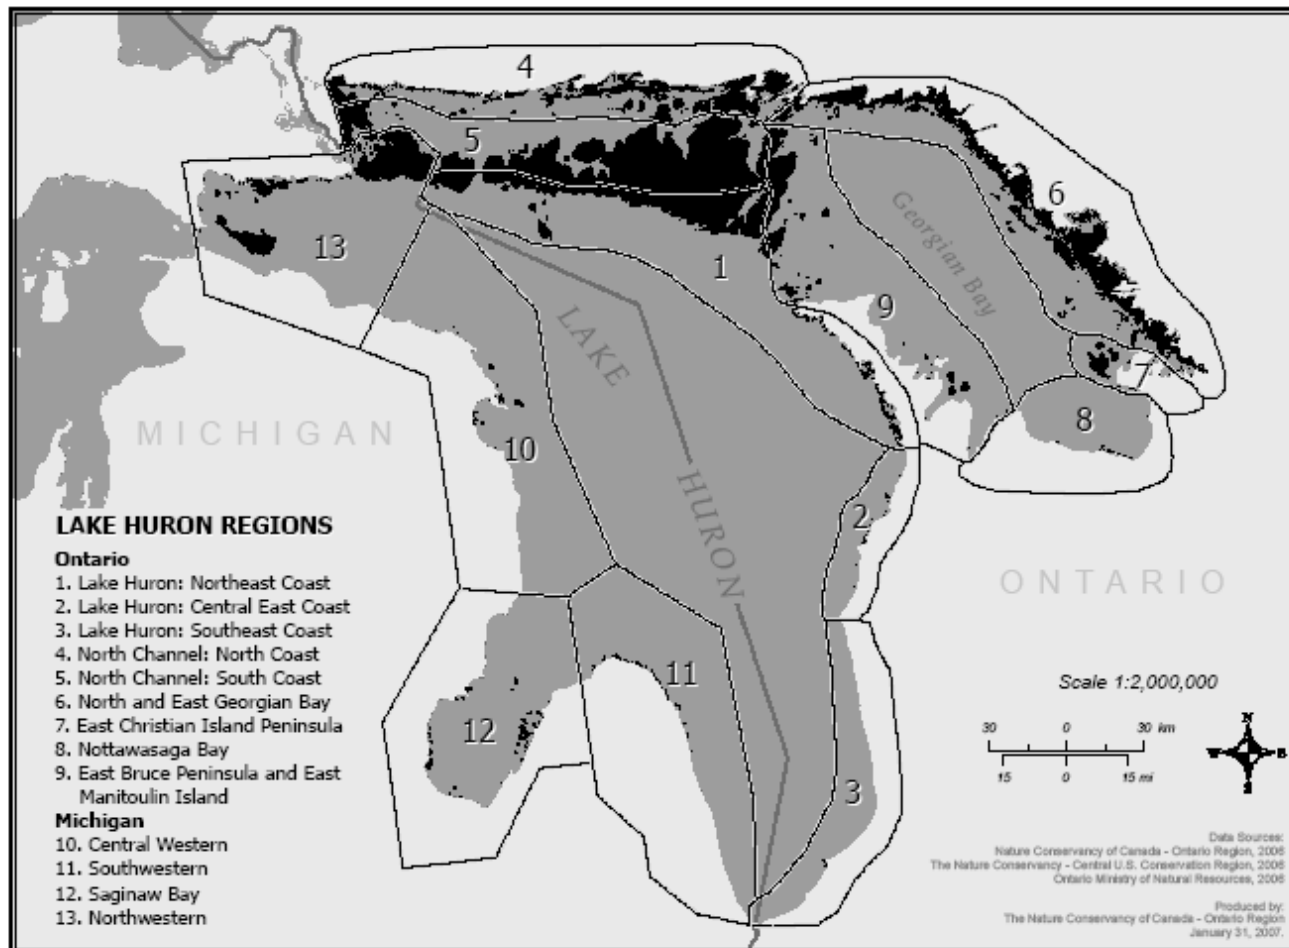 4
5
6
Georgian Bay
13
1
9
LAKE
7
MICHIGAN
8
10
HURON
2
LAKE HURON REGIONS
Ontario
1. Lake Huron: Northeast Coast
2. Lake Huron: Central East Coast
3. Lake Huron: Southeast Coast
4. North Channel: North Coast
5. North Channel: South Coast
6. North and East Georgian Bay
7. East Christian Island Peninsula
8. Nottawasaga Bay
9. East Bruce Peninsula and East
Manitoulin Island
Michigan
10. Central Western
11. Southwestern
12. Saginaw Bay
13. Northwestern
ONTARIO
11
12
3
Scale 1:2,000,000
30 0 30 km
15 0 15 mi
N
W E
S
Data Sources:
Nature Conservancy of Canada - Ontario Region, 2006
The Nature Conservancy - Central U.S. Conservation Region, 2006
Ontario Ministry of Natural Resources, 2006
Produced by:
The Nature Conservancy of Canada - Ontario Region
January 31, 2007.